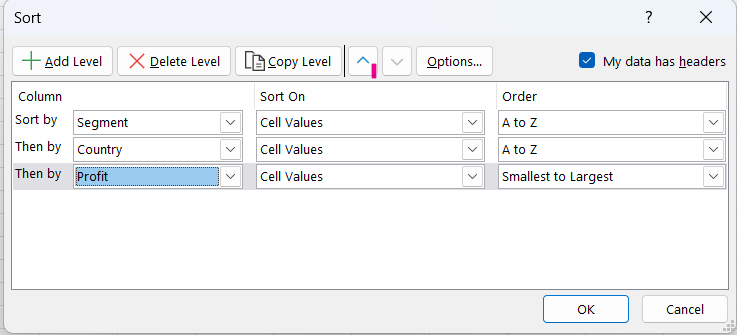 Sort ?
Add Level Delete Level Copy Level Options... My data has headers
Column Sort On Order
Sort by Segment Cell Values A to Z
Then by Country Cell Values A to Z
Then by Profit Cell Values Smallest to Largest
OK Cancel